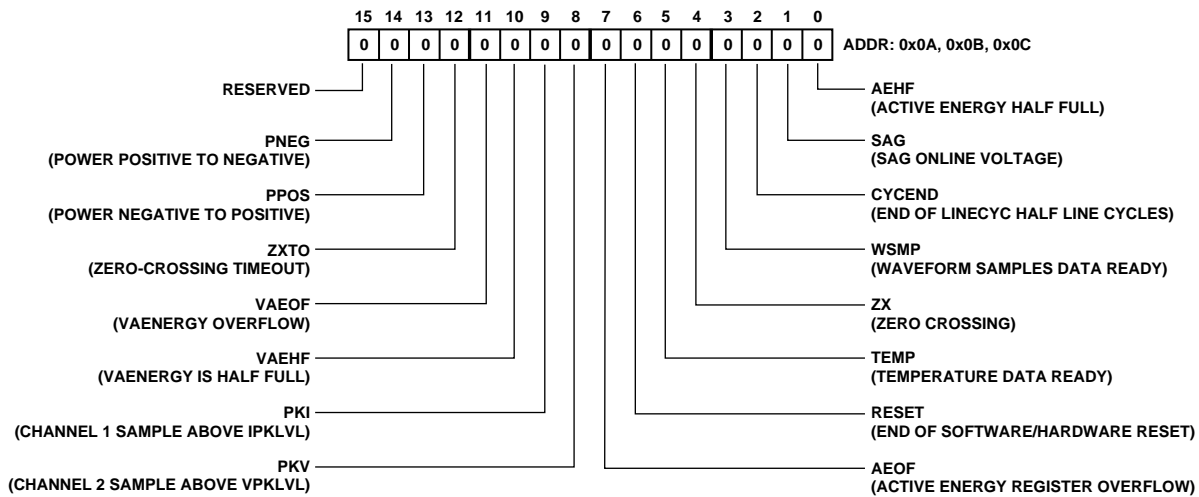 15 14 13 12 11 10 9 8 7 6 5 4 3 2 1 0
0 0 0 0 0 0 0 0 0 0 0 0 0 0 0 0 ADDR: 0x0A, 0x0B, 0x0C
RESERVED
PNEG
(POWER POSITIVE TO NEGATIVE)
PPOS
(POWER NEGATIVE TO POSITIVE)
ZXTO
(ZERO-CROSSING TIMEOUT)
VAEOF
(VAENERGY OVERFLOW)
VAEHF
(VAENERGY IS HALF FULL)
PKI
(CHANNEL 1 SAMPLE ABOVE IPKLVL)
PKV
(CHANNEL 2 SAMPLE ABOVE VPKLVL)
AEHF
(ACTIVE ENERGY HALF FULL)
SAG
(SAG ONLINE VOLTAGE)
CYCEND
(END OF LINECYC HALF LINE CYCLES)
WSMP
(WAVEFORM SAMPLES DATA READY)
ZX
(ZERO CROSSING)
TEMP
(TEMPERATURE DATA READY)
RESET
(END OF SOFTWARE/HARDWARE RESET)
AEOF
(ACTIVE ENERGY REGISTER OVERFLOW)